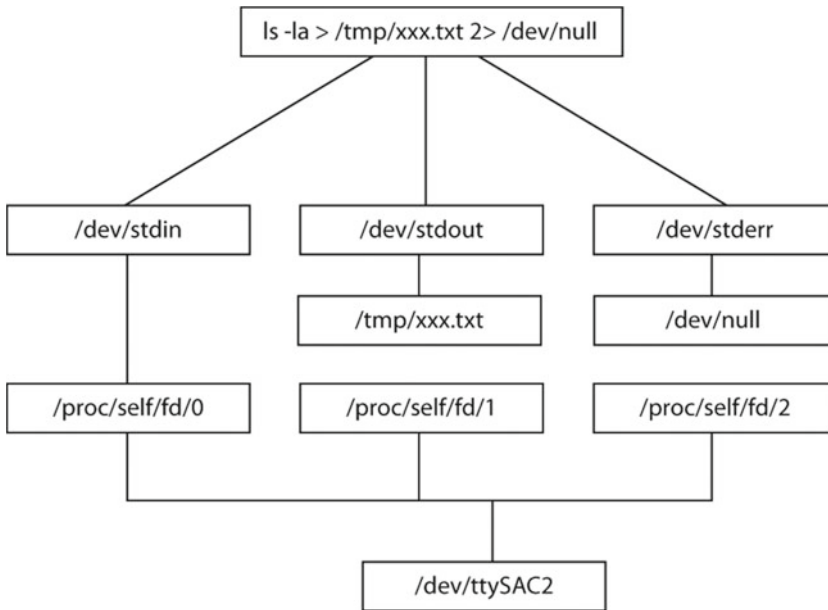 ls -la > /tmp/xxx.txt 2> /dev/null
/dev/stdin
/dev/stdout
/dev/stderr
/tmp/xxx.txt
/dev/null
/proc/self/fd/0
/proc/self/fd/1
/proc/self/fd/2
/dev/ttySAC2